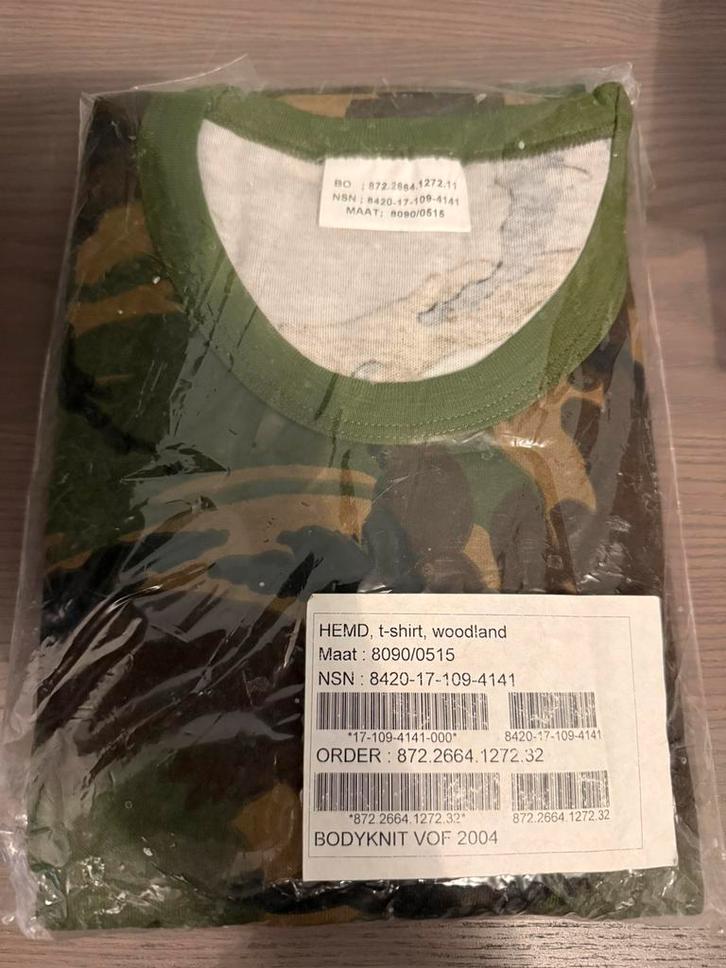 BO : 872.2664.1272.11
NSN : 8420-17-109-4141
MAAT: 8090/0515
HEMD, t-shirt, woodland
Maat : 8090/0515
NSN : 8420-17-109-4141
*17-109-4141-000* 8420-17-109-4141
ORDER : 872.2664.1272.32
*872.2664.1272.32* 872.2664.1272.32
BODYKNIT VOF 2004